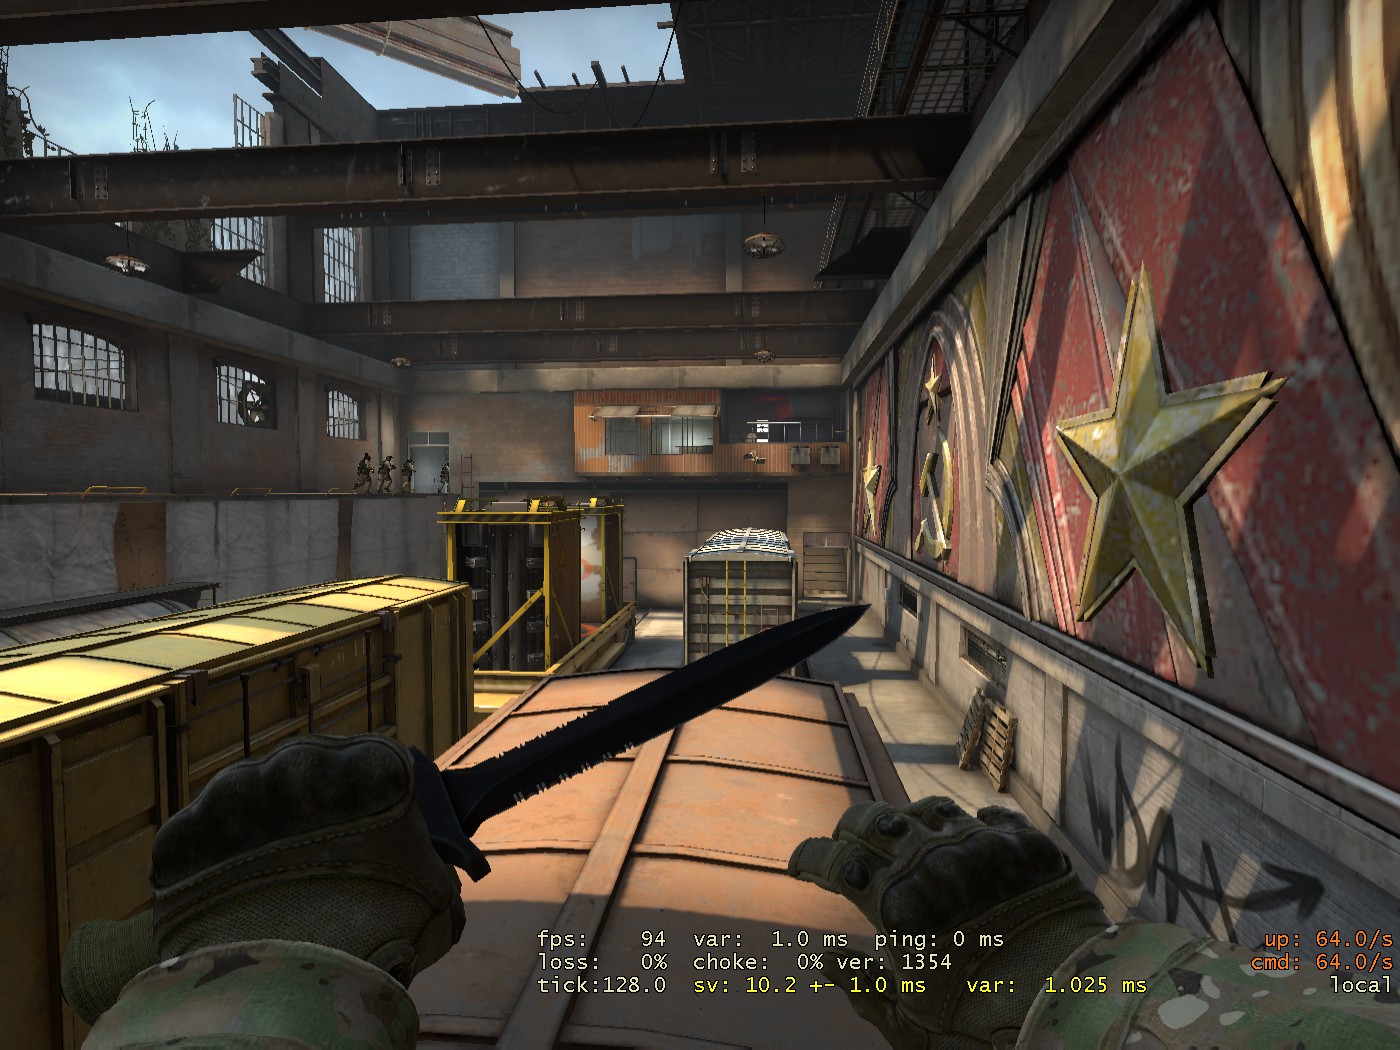 fps: 94 var: 1.0 ms ping: 0 ms
loss: 0% choke: 0% ver: 1354
tick:128.0 sv: 10.2 +- 1.0 ms var: 1.025 ms
up: 64.0/s
cmd: 64.0/s
local